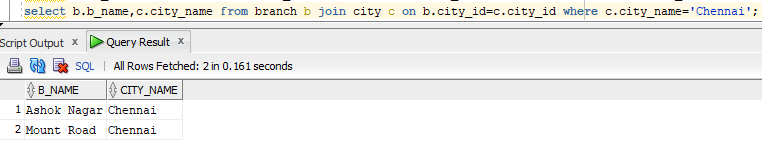 select b.b_name,c.city_name from branch b join city c on b.city_id=c.city_id where c.city_name='Chennai';
Script Output x Query Result x
SQL All Rows Fetched: 2 in 0.161 seconds
B_NAME CITY_NAME
1 Ashok Nagar Chennai
2 Mount Road Chennai